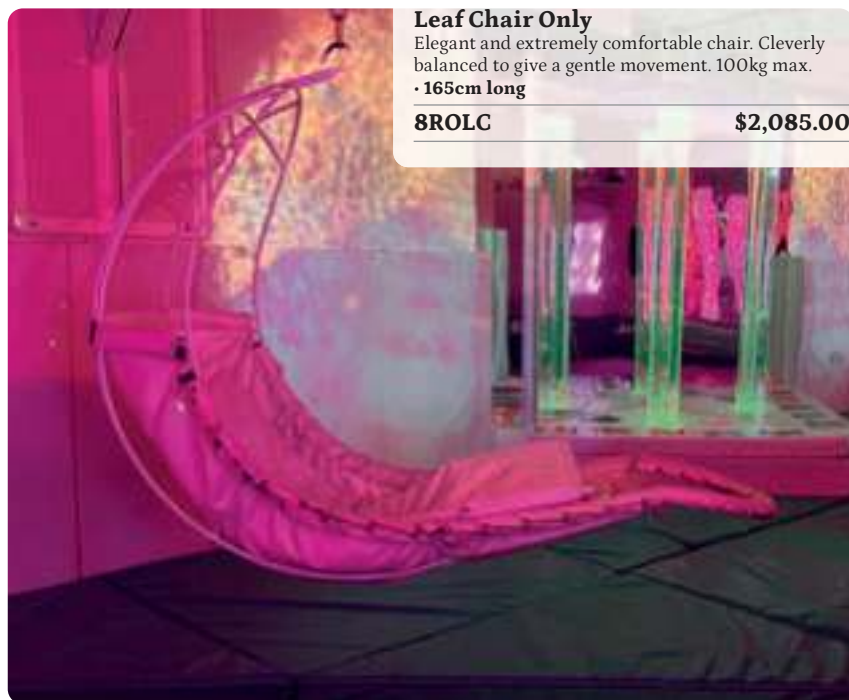 Leaf Chair Only
Elegant and extremely comfortable chair. Cleverly
balanced to give a gentle movement. 100kg max.
· 165cm long
8ROLC $2,085.00